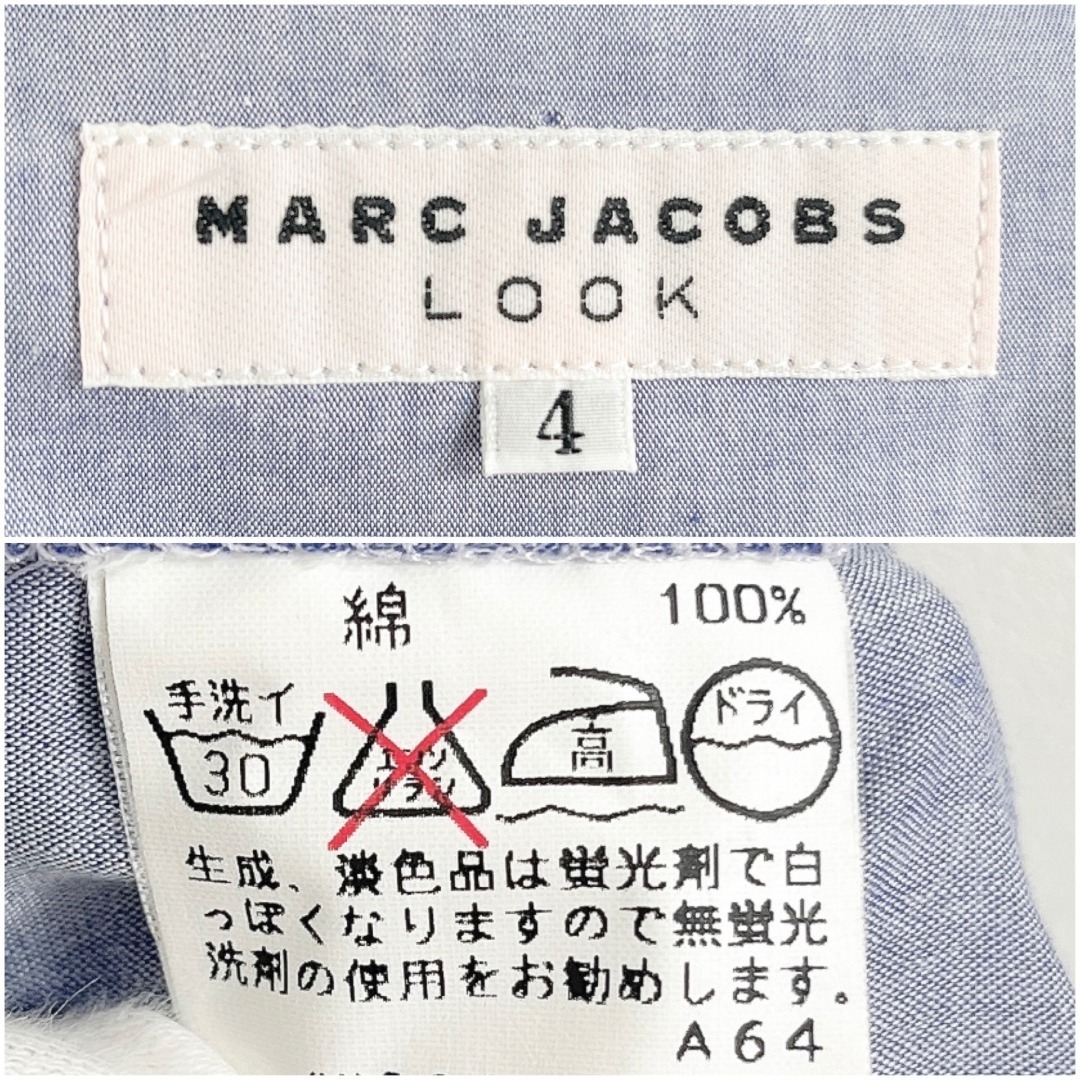 MARC JACOBS
LOOK
4
綿 100%
手洗イ
30
エンソ
サラシ
高
ドライ
生成、淡色品は蛍光剤で白
っぽくなりますので無蛍光
洗剤の使用をお勧めします。
A64